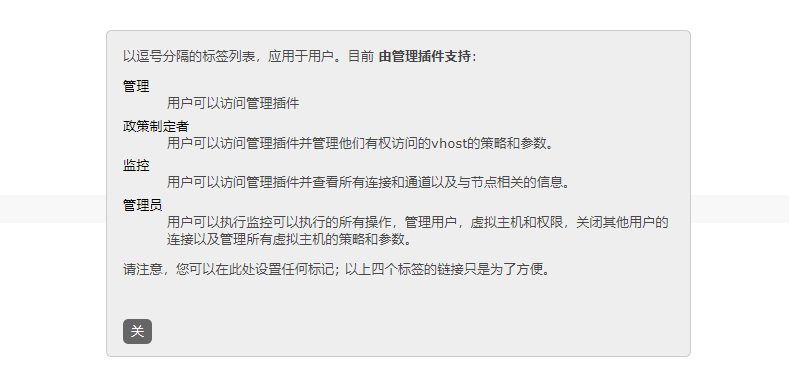 以逗号分隔的标签列表，应用于用户。目前 由管理插件支持：
管理
用户可以访问管理插件
政策制定者
用户可以访问管理插件并管理他们有权访问的vhost的策略和参数。
监控
用户可以访问管理插件并查看所有连接和通道以及与节点相关的信息。
管理员
用户可以执行监控可以执行的所有操作，管理用户，虚拟主机和权限，关闭其他用户的
连接以及管理所有虚拟主机的策略和参数。
请注意，您可以在此处设置任何标记；以上四个标签的链接只是为了方便。
关